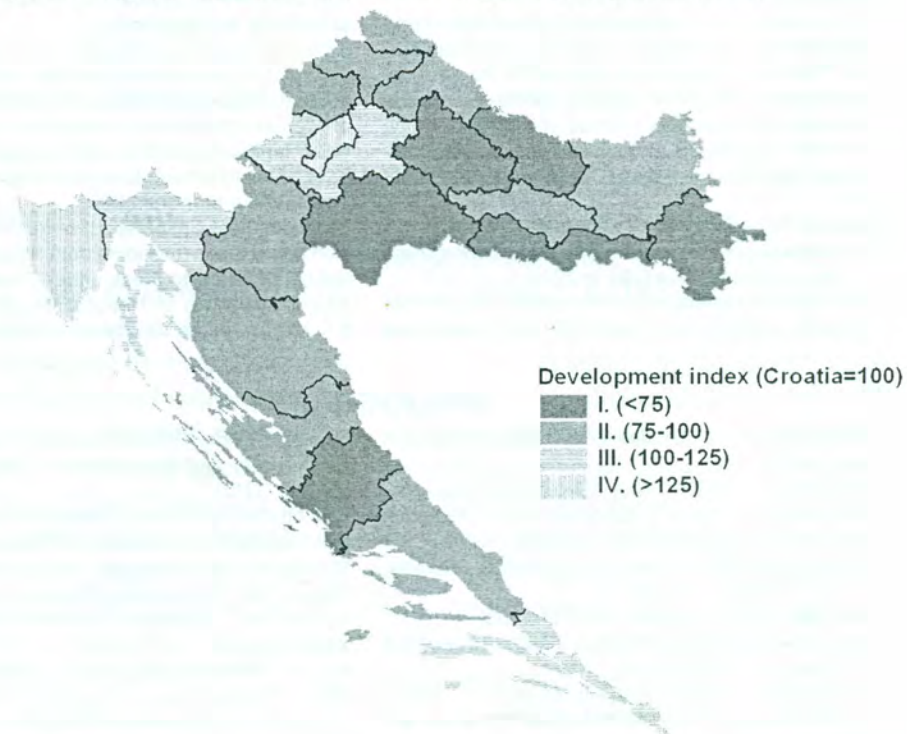 Development index (Croatia=100)
I. (<75)
II. (75-100)
III. (100-125)
IV. (>125)